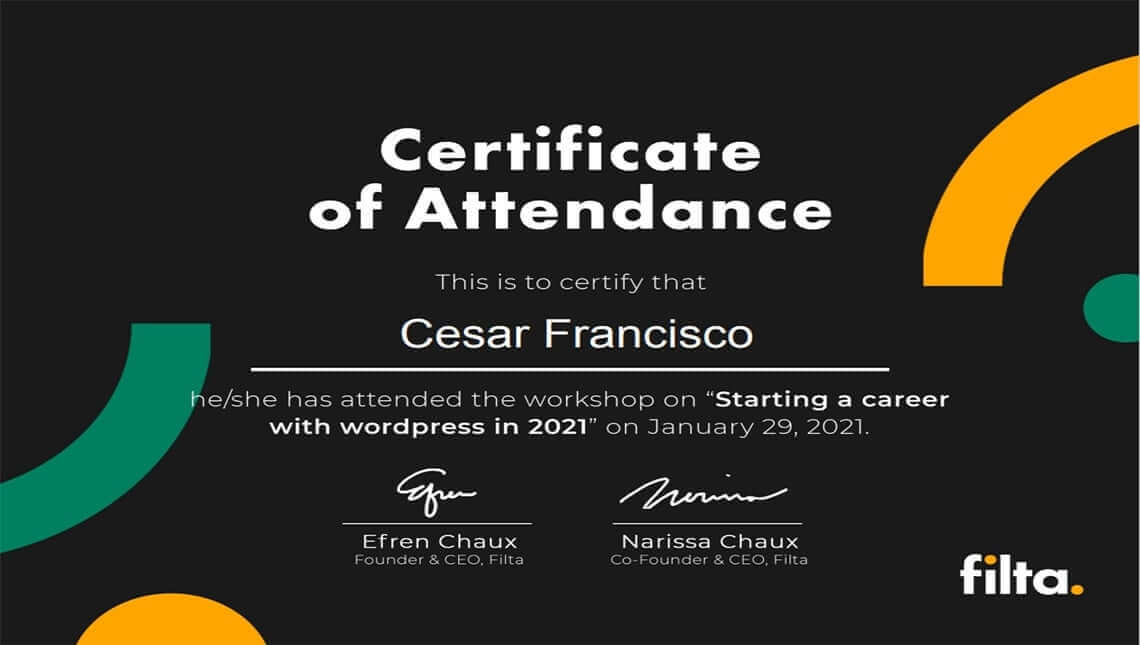 Certificate
of Attendance
This is to certify that
Cesar Francisco
he/she has attended the workshop on “Starting a career
with wordpress in 2021” on January 29, 2021.
Efren
Narissa
Efren Chaux
Narissa Chaux
Founder & CEO, Filta
Co-Founder & CEO, Filta
filta.